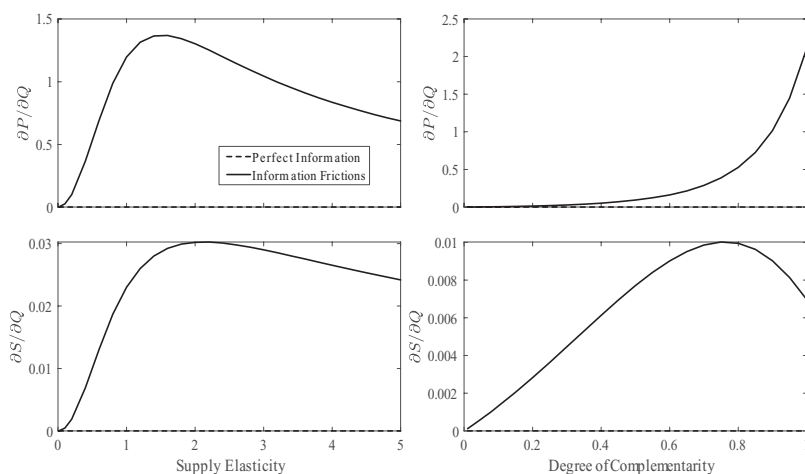 1.5
1
0.5
0
∂P/∂Q
Perfect Information
Information Frictions
2.5
2
1.5
1
0.5
0
∂P/∂Q
0.03
0.02
0.01
0
∂S/∂Q
0 1 2 3 4 5
Supply Elasticity
0.01
0.008
0.006
0.004
0.002
0
∂S/∂Q
0 0.2 0.4 0.6 0.8 1
Degree of Complementarity